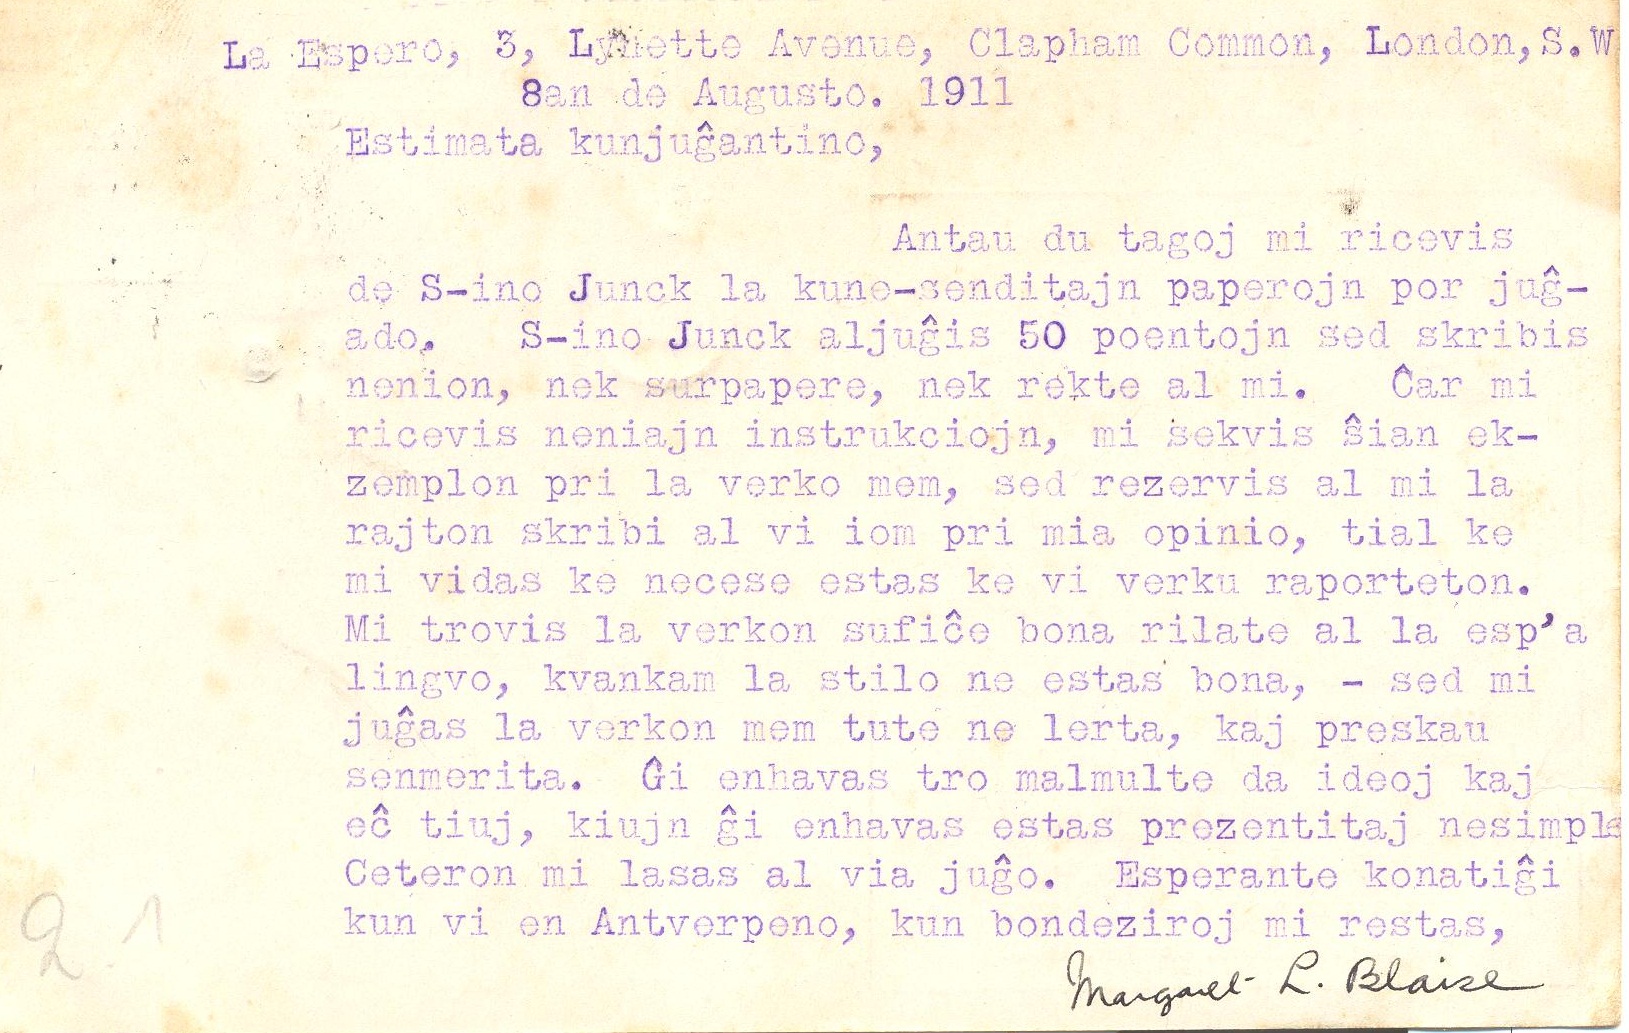 La Espero, 3, Lynette Avenue, Clapham Common, London, S.W
8an de Augusto. 1911
Estimata kunjuĝantino,
Antau du tagoj mi ricevis
de S-ino Junck la kune-senditajn paperojn por juĝ-
ado. S-ino Junck aljuĝis 50 poentojn sed skribis
nenion, nek surpapere, nek rekte al mi. Ĉar mi
ricevis neniajn instrukciojn, mi sekvis ŝian ek-
zemplon pri la verko mem, sed rezervis al mi la
rajton skribi al vi iom pri mia opinio, tial ke
mi vidas ke necese estas ke vi verku raporteton.
Mi trovis la verkon sufiĉe bona rilate al la esp'a
lingvo, kvankam la stilo ne estas bona, - sed mi
juĝas la verkon mem tute ne lerta, kaj preskau
senmerita. Ĝi enhavas tro malmulte da ideoj kaj
eĉ tiuj, kiujn ĝi enhavas estas prezentitaj nesimple
Ceteron mi lasas al via juĝo. Esperante konatiĝi
kun vi en Antverpeno, kun bondeziroj mi restas,
Margaret L. Blaise